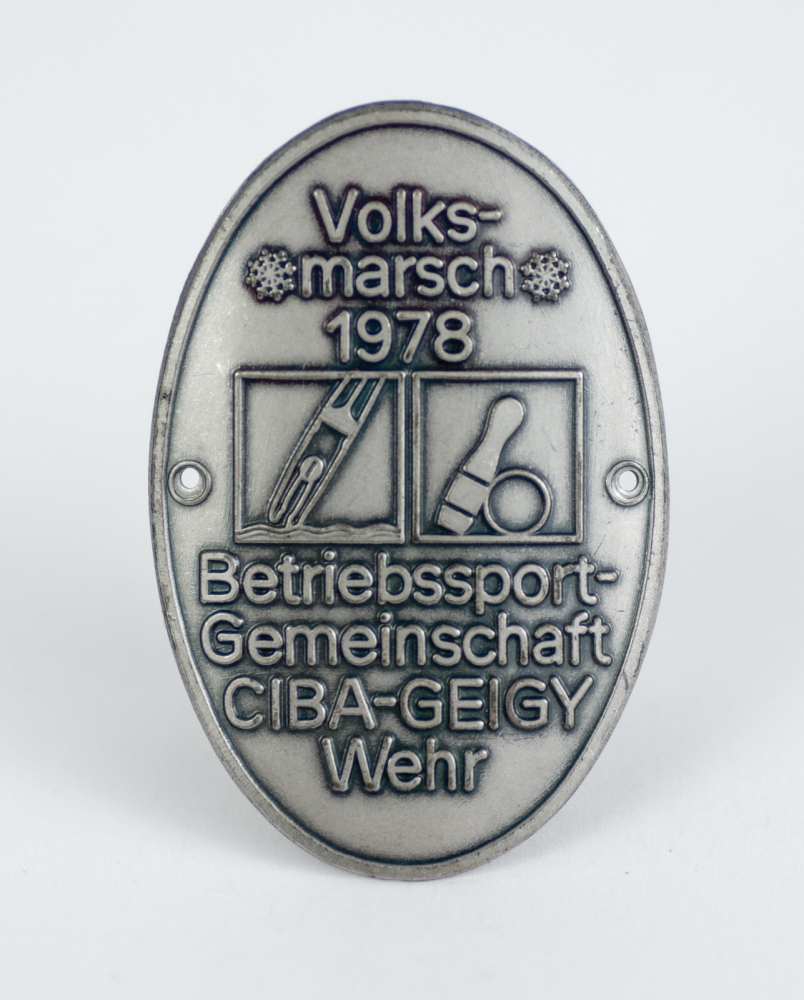 Volks-
marsch
1978
Betriebssport-
Gemeinschaft
CIBA-GEIGY
Wehr